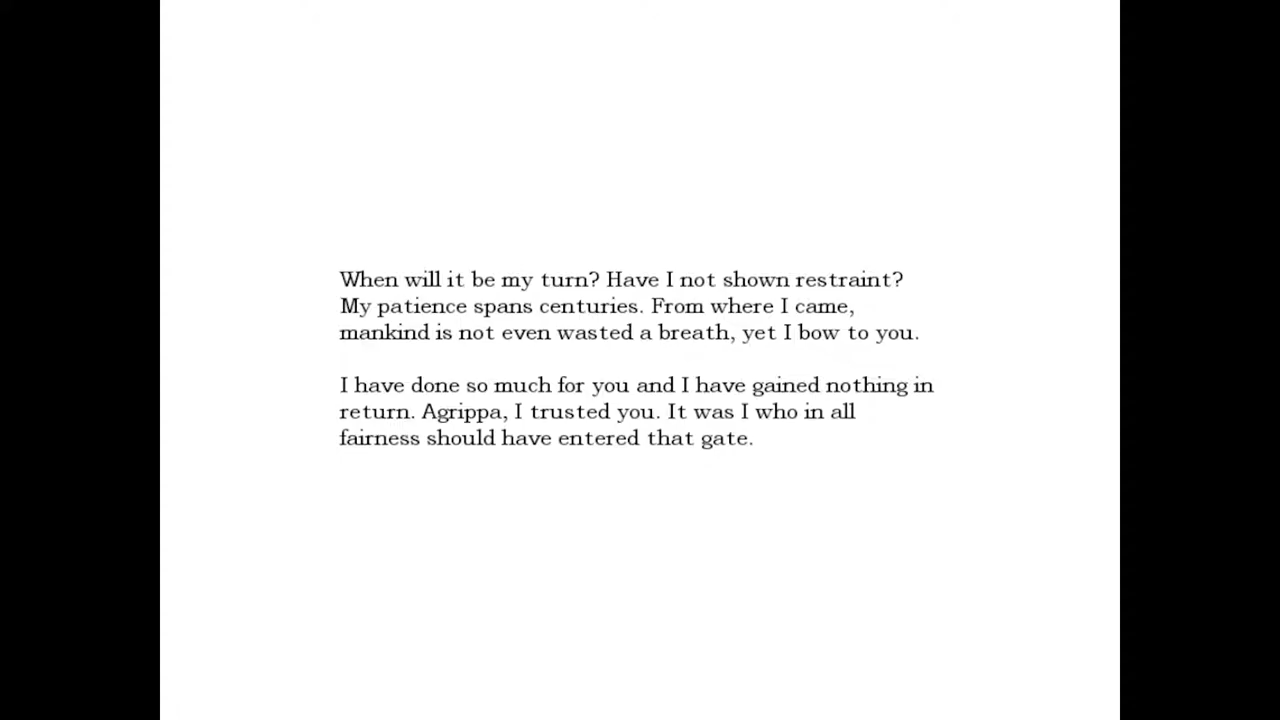 When will it be my turn? Have I not shown restraint?
My patience spans centuries. From where I came,
mankind is not even wasted a breath, yet I bow to you.
I have done so much for you and I have gained nothing in
return. Agrippa, I trusted you. It was I who in all
fairness should have entered that gate.